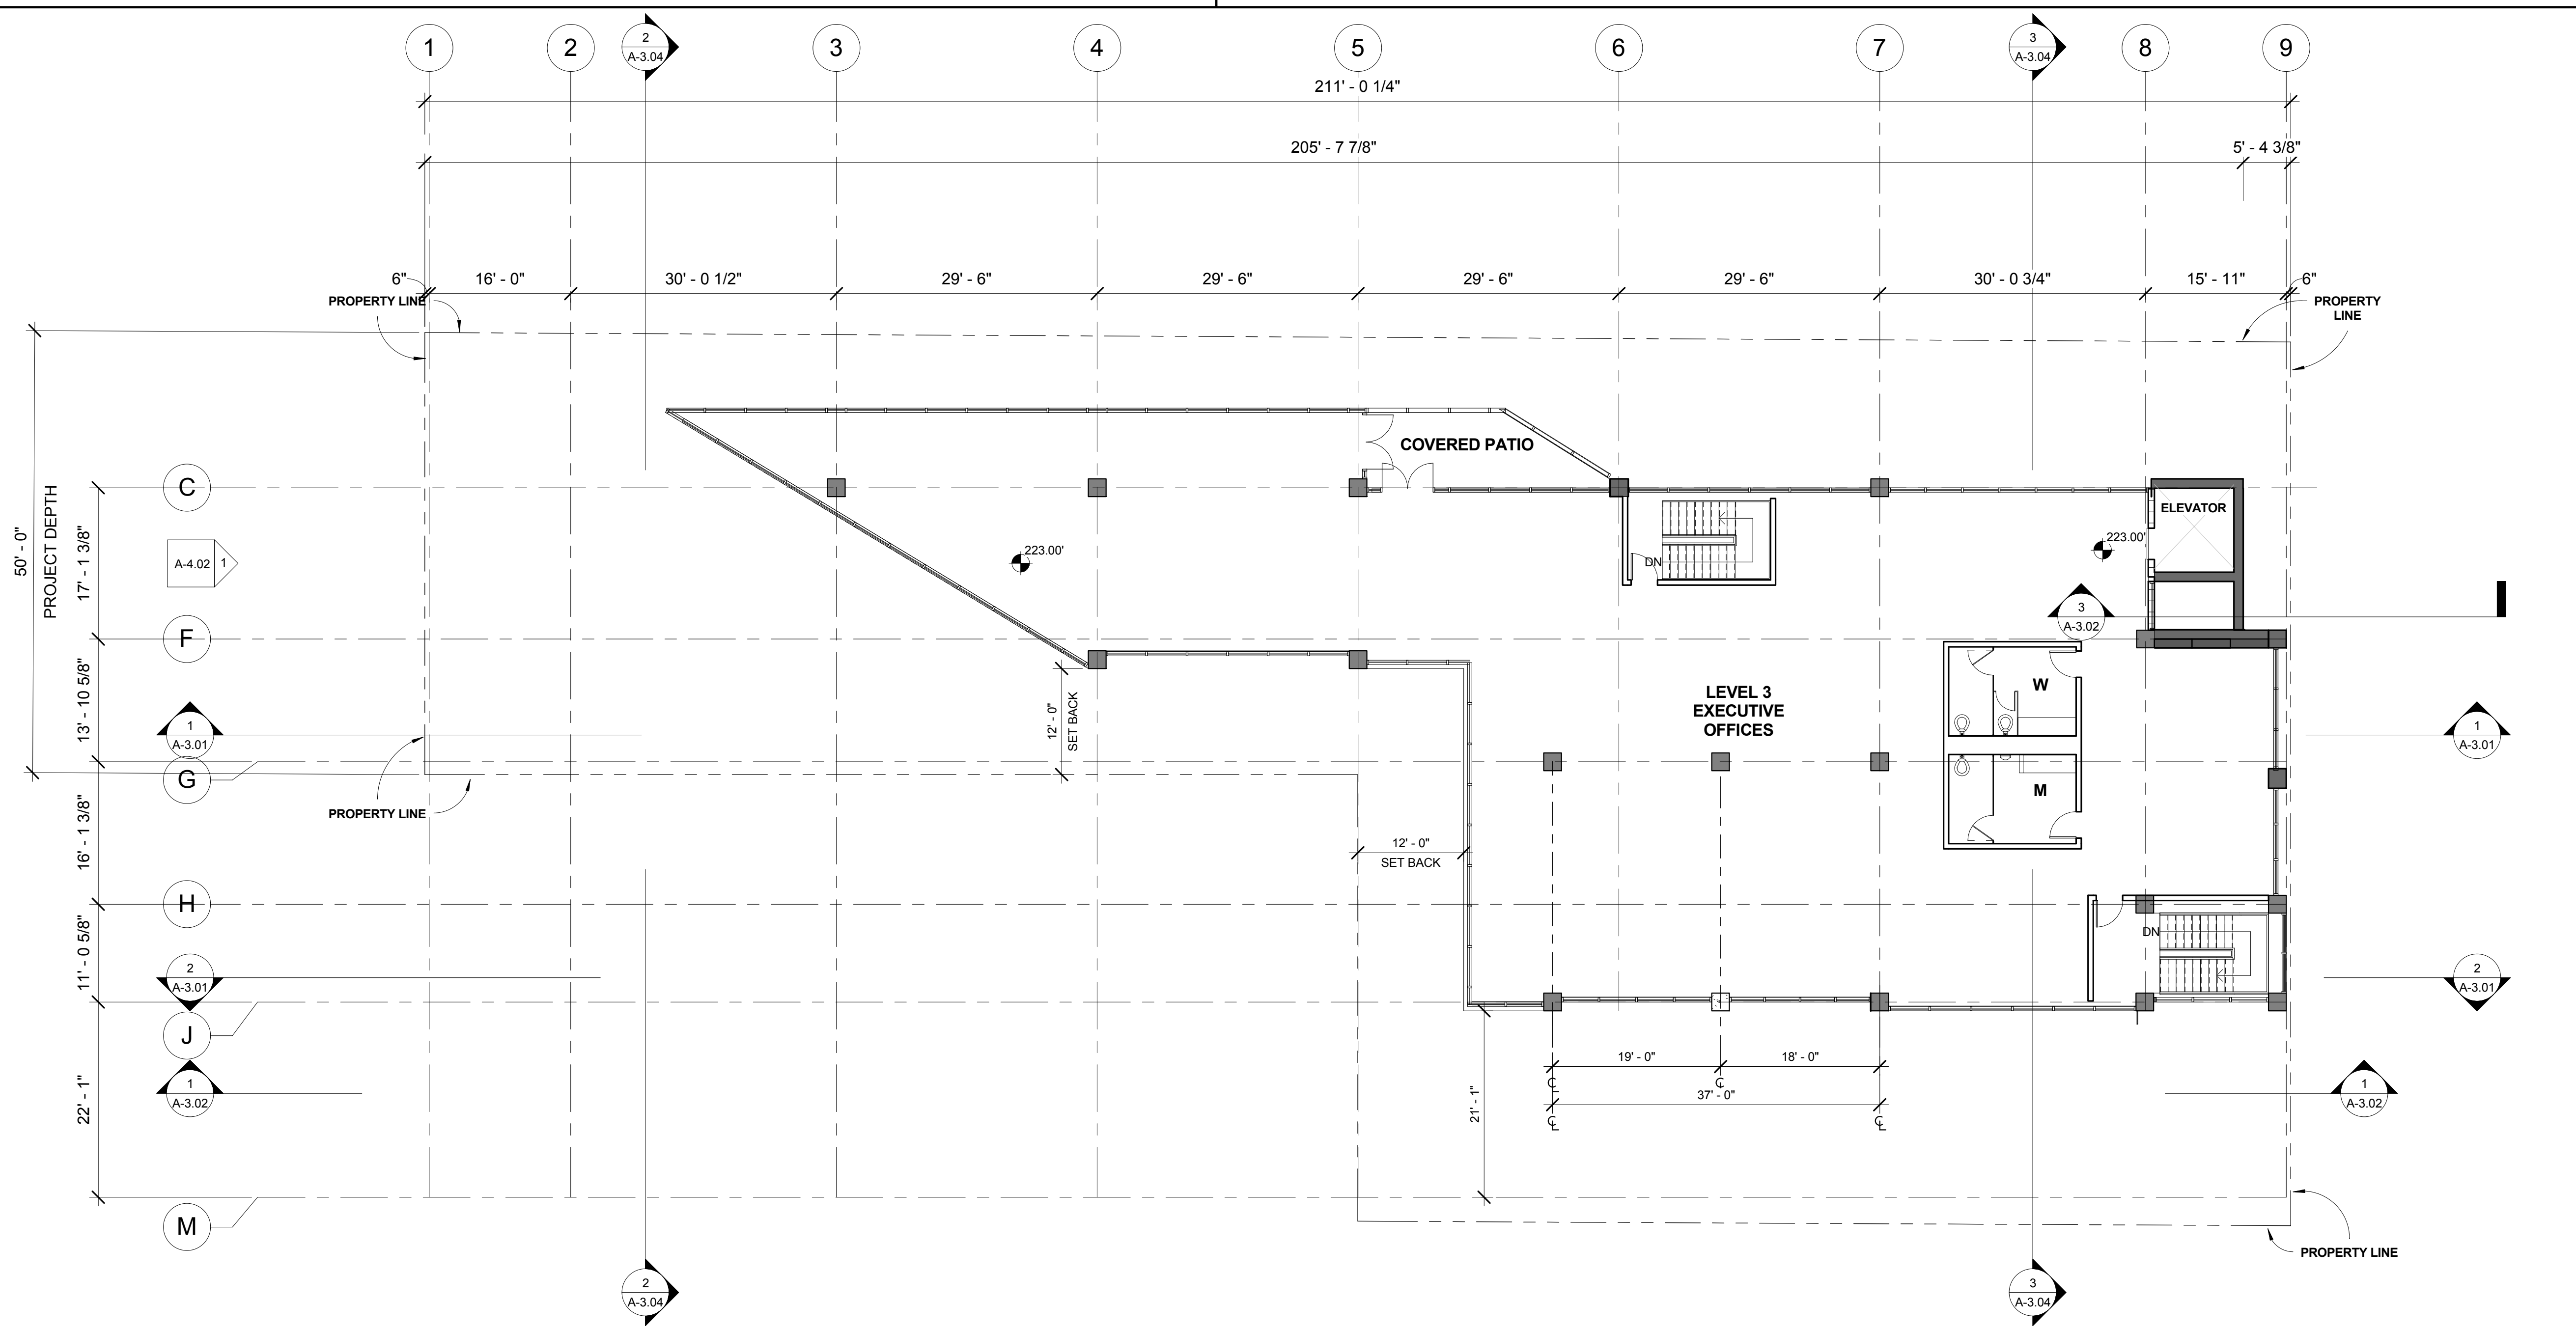 1 2 3 4 5 6 7 8 9
2
A-3.04
3
A-3.04
211' - 0 1/4"
205' - 7 7/8"
5' - 4 3/8"
6" 16' - 0" 30' - 0 1/2" 29' - 6" 29' - 6" 29' - 6" 29' - 6" 30' - 0 3/4" 15' - 11" 6"
PROPERTY LINE
PROPERTY
LINE
COVERED PATIO
C
ELEVATOR
50' - 0"
PROJECT DEPTH
17' - 1 3/8"
A-4.02 1
223.00'
DN
223.00'
3
A-3.02
F
13' - 10 5/8"
12' - 0"
SET BACK
LEVEL 3
EXECUTIVE
OFFICES
W
1
A-3.01
1
A-3.01
G
M
PROPERTY LINE
16' - 1 3/8"
12' - 0"
SET BACK
H
11' - 0 5/8"
DN
2
A-3.01
2
A-3.01
J
22' - 1"
21' - 1"
19' - 0" 18' - 0"
℄ ℄
37' - 0"
℄ ℄
1
A-3.02
1
A-3.02
M
PROPERTY LINE
2
A-3.04
3
A-3.04